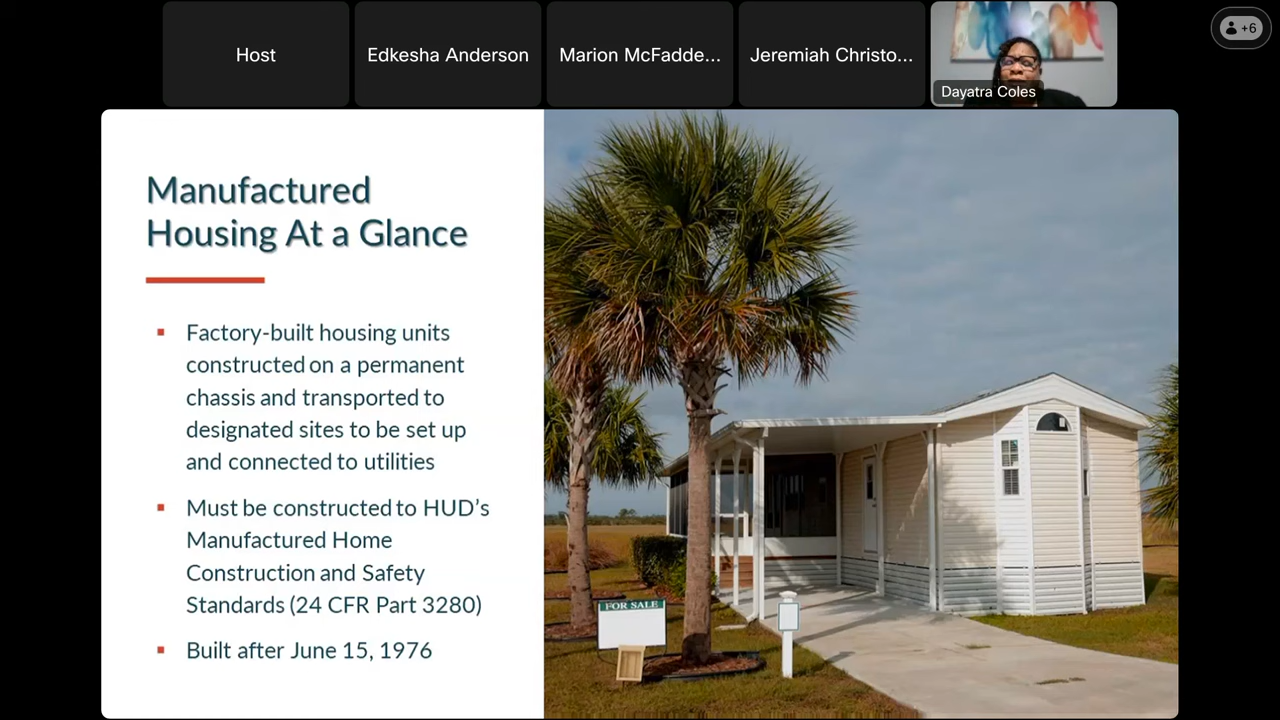 Host
Edkesha Anderson
Marion McFadde...
Jeremiah Christo...
Dayatra Coles
+6
Manufactured
Housing At a Glance
Factory-built housing units
constructed on a permanent
chassis and transported to
designated sites to be set up
and connected to utilities
Must be constructed to HUD’s
Manufactured Home
Construction and Safety
Standards (24 CFR Part 3280)
Built after June 15, 1976
FOR SALE